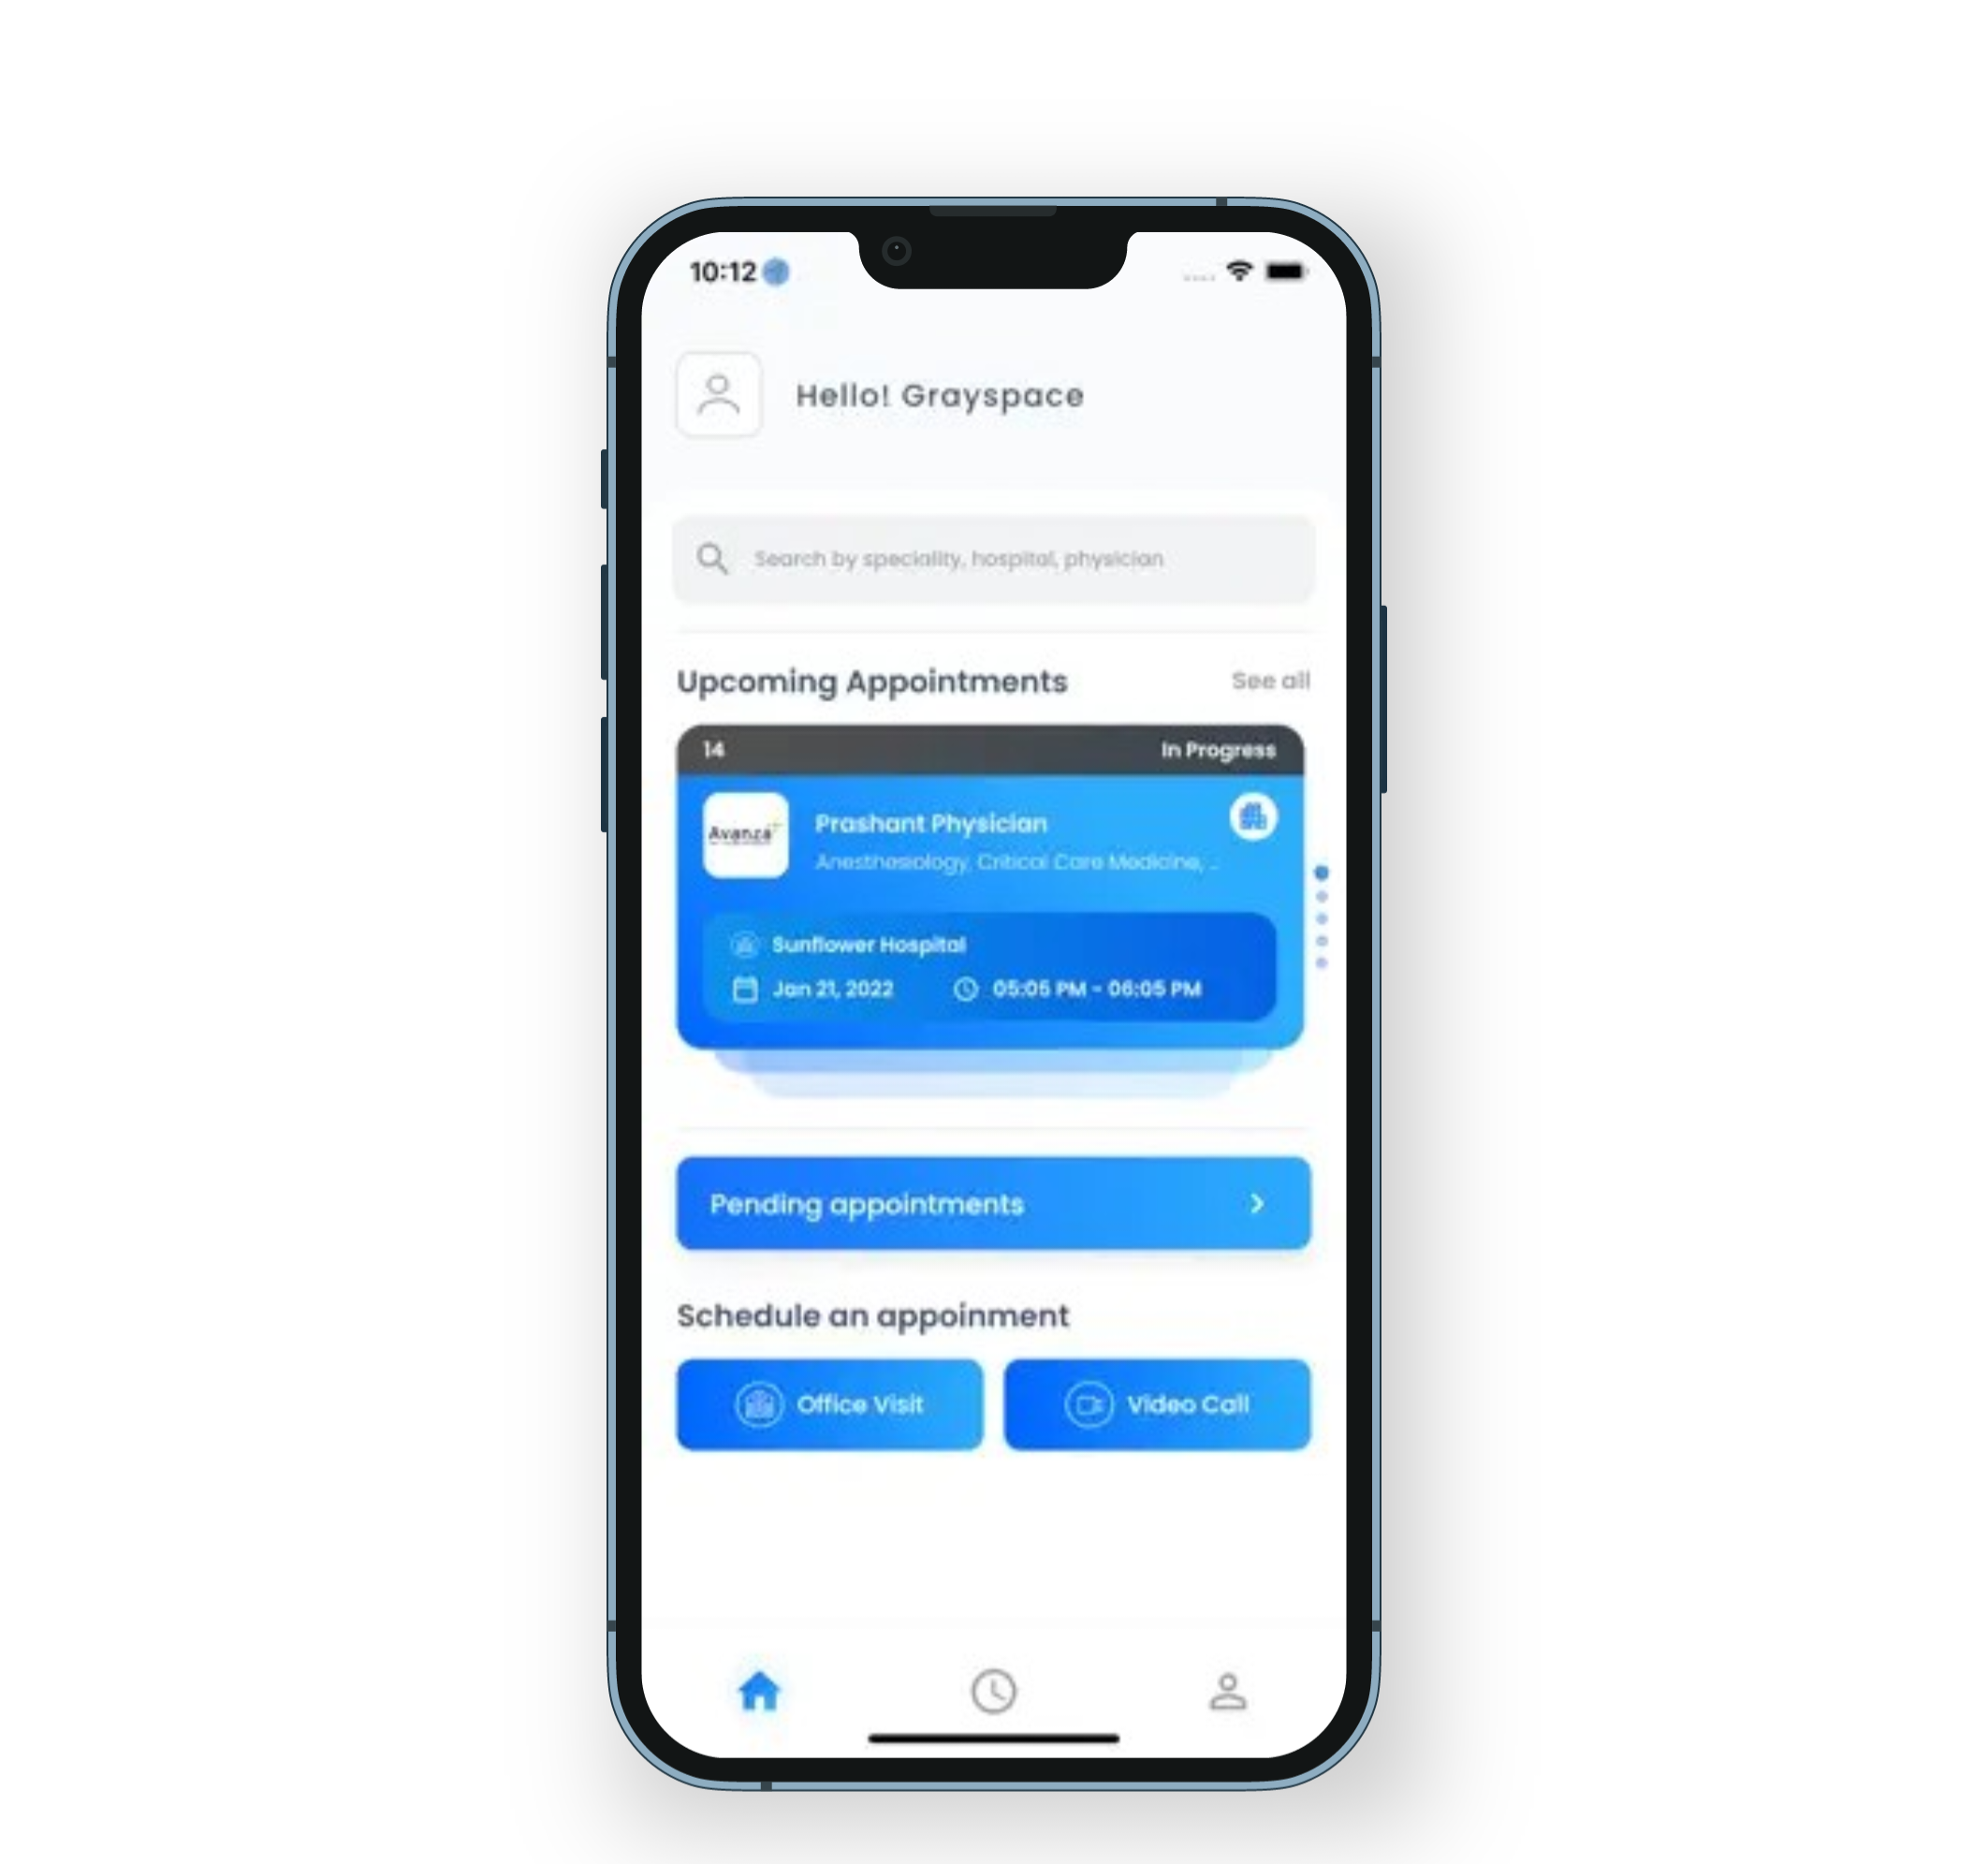 10:12
Hello! Grayspace
Search by speciality, hospital, physician
Upcoming Appointments
See all
14
In Progress
Avanza
Prashant Physician
Anesthesiology, Critical Care Medicine, ..
Sunflower Hospital
Jan 21, 2022
05:05 PM - 06:05 PM
Pending appointments
Schedule an appoinment
Office Visit
Video Call